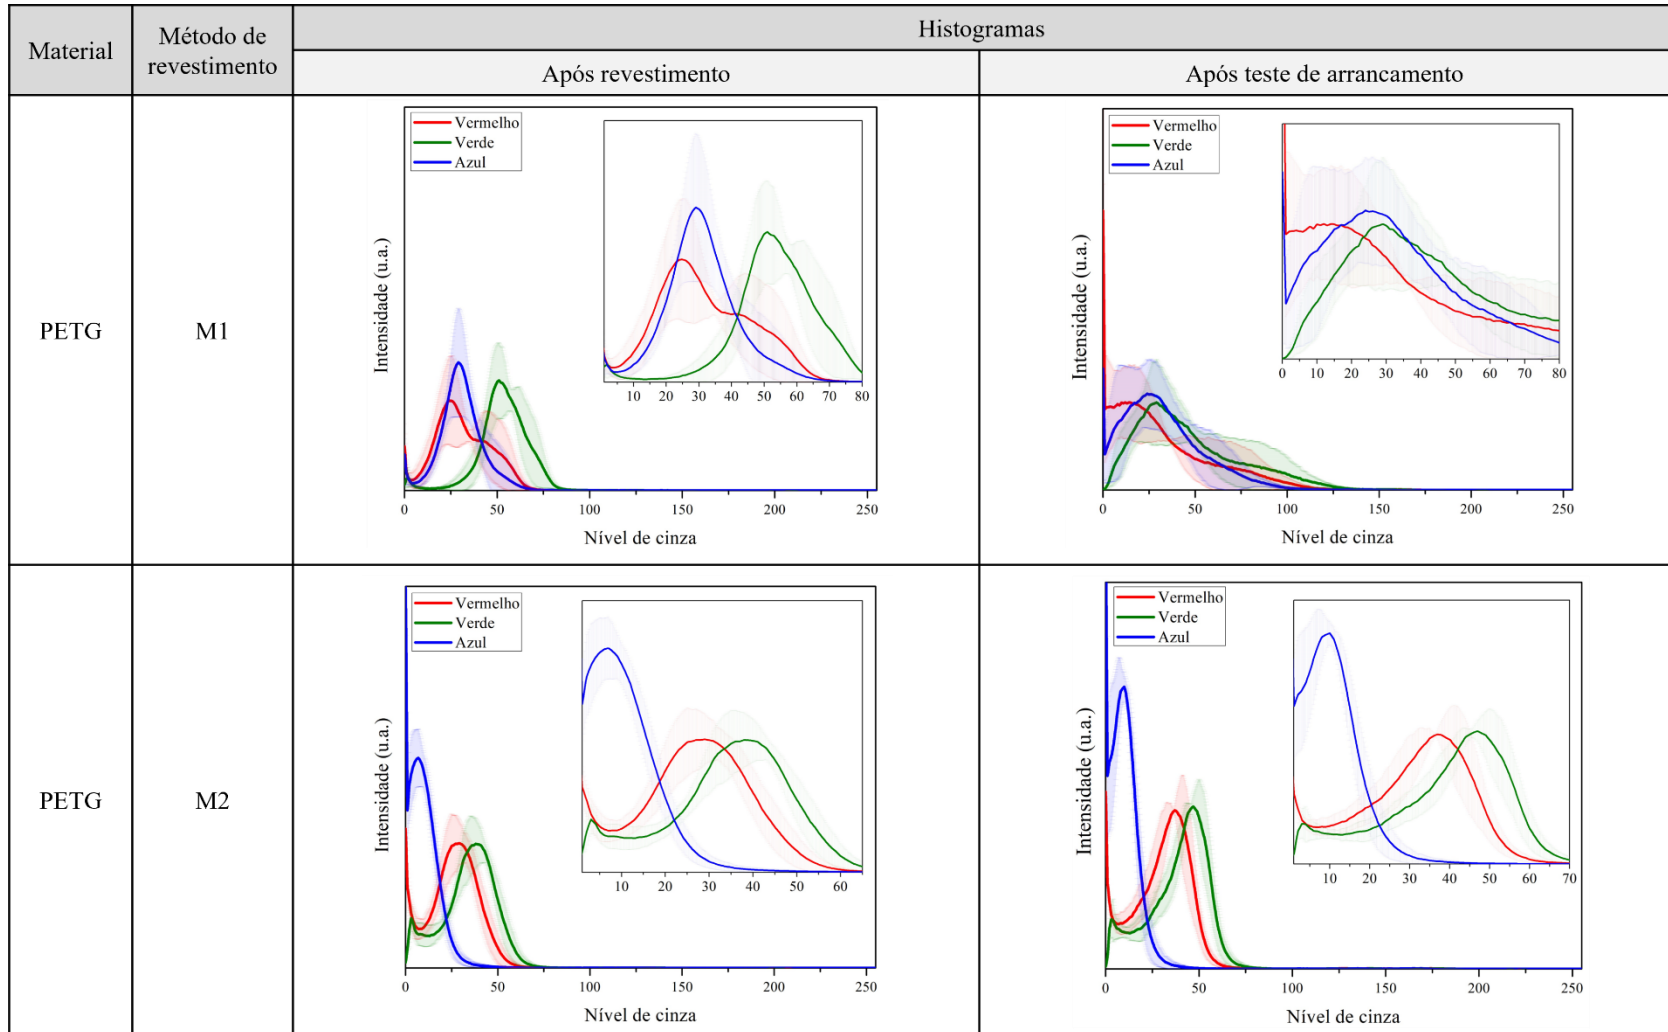 Material
Método de
revestimento
Histogramas
Após revestimento
Após teste de arrancamento
PETG
M1
Vermelho
Verde
Azul
Intensidade (u.a.)
10 20 30 40 50 60 70 80
0 50 100 150 200 250
Nível de cinza
Vermelho
Verde
Azul
Intensidade (u.a.)
0 10 20 30 40 50 60 70 80
0 50 100 150 200 250
Nível de cinza
PETG
M2
Vermelho
Verde
Azul
Intensidade (u.a.)
10 20 30 40 50 60
0 50 100 150 200 250
Nível de cinza
Vermelho
Verde
Azul
Intensidade (u.a.)
10 20 30 40 50 60 70
0 50 100 150 200 250
Nível de cinza